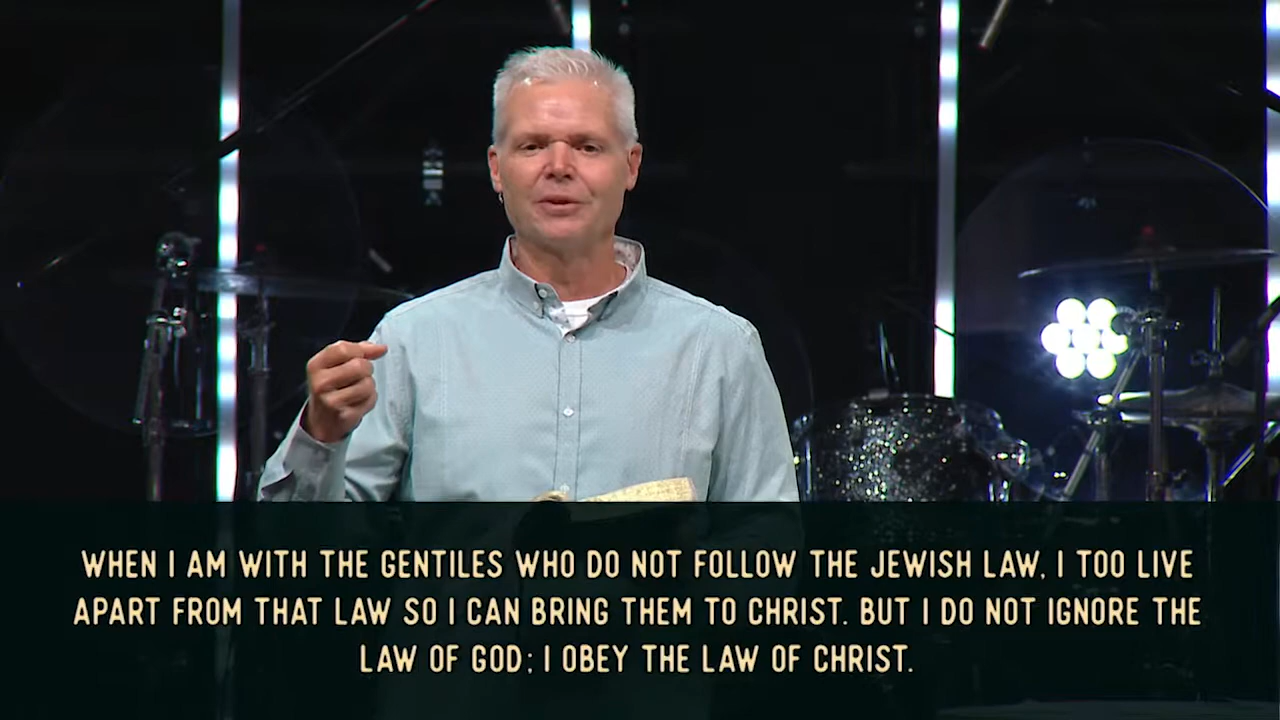 WHEN I AM WITH THE GENTILES WHO DO NOT FOLLOW THE JEWISH LAW, I TOO LIVE
APART FROM THAT LAW SO I CAN BRING THEM TO CHRIST. BUT I DO NOT IGNORE THE
LAW OF GOD; I OBEY THE LAW OF CHRIST.